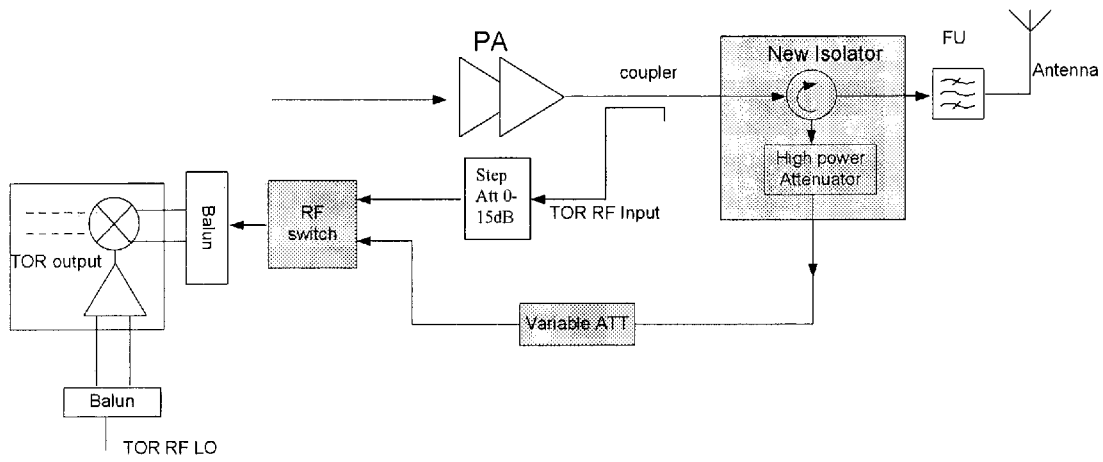 PA
coupler
New Isolator
FU
Antenna
High power
Attenuator
Step
Att 0-
15dB
TOR RF Input
RF
switch
Balun
TOR output
Variable ATT
Balun
TOR RF LO